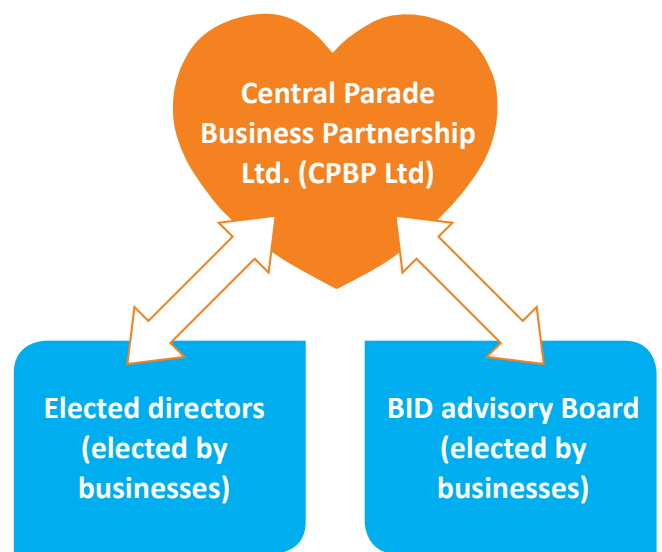 Central Parade
Business Partnership
Ltd. (CPBP Ltd)
Elected directors
(elected by
businesses)
BID advisory Board
(elected by
businesses)